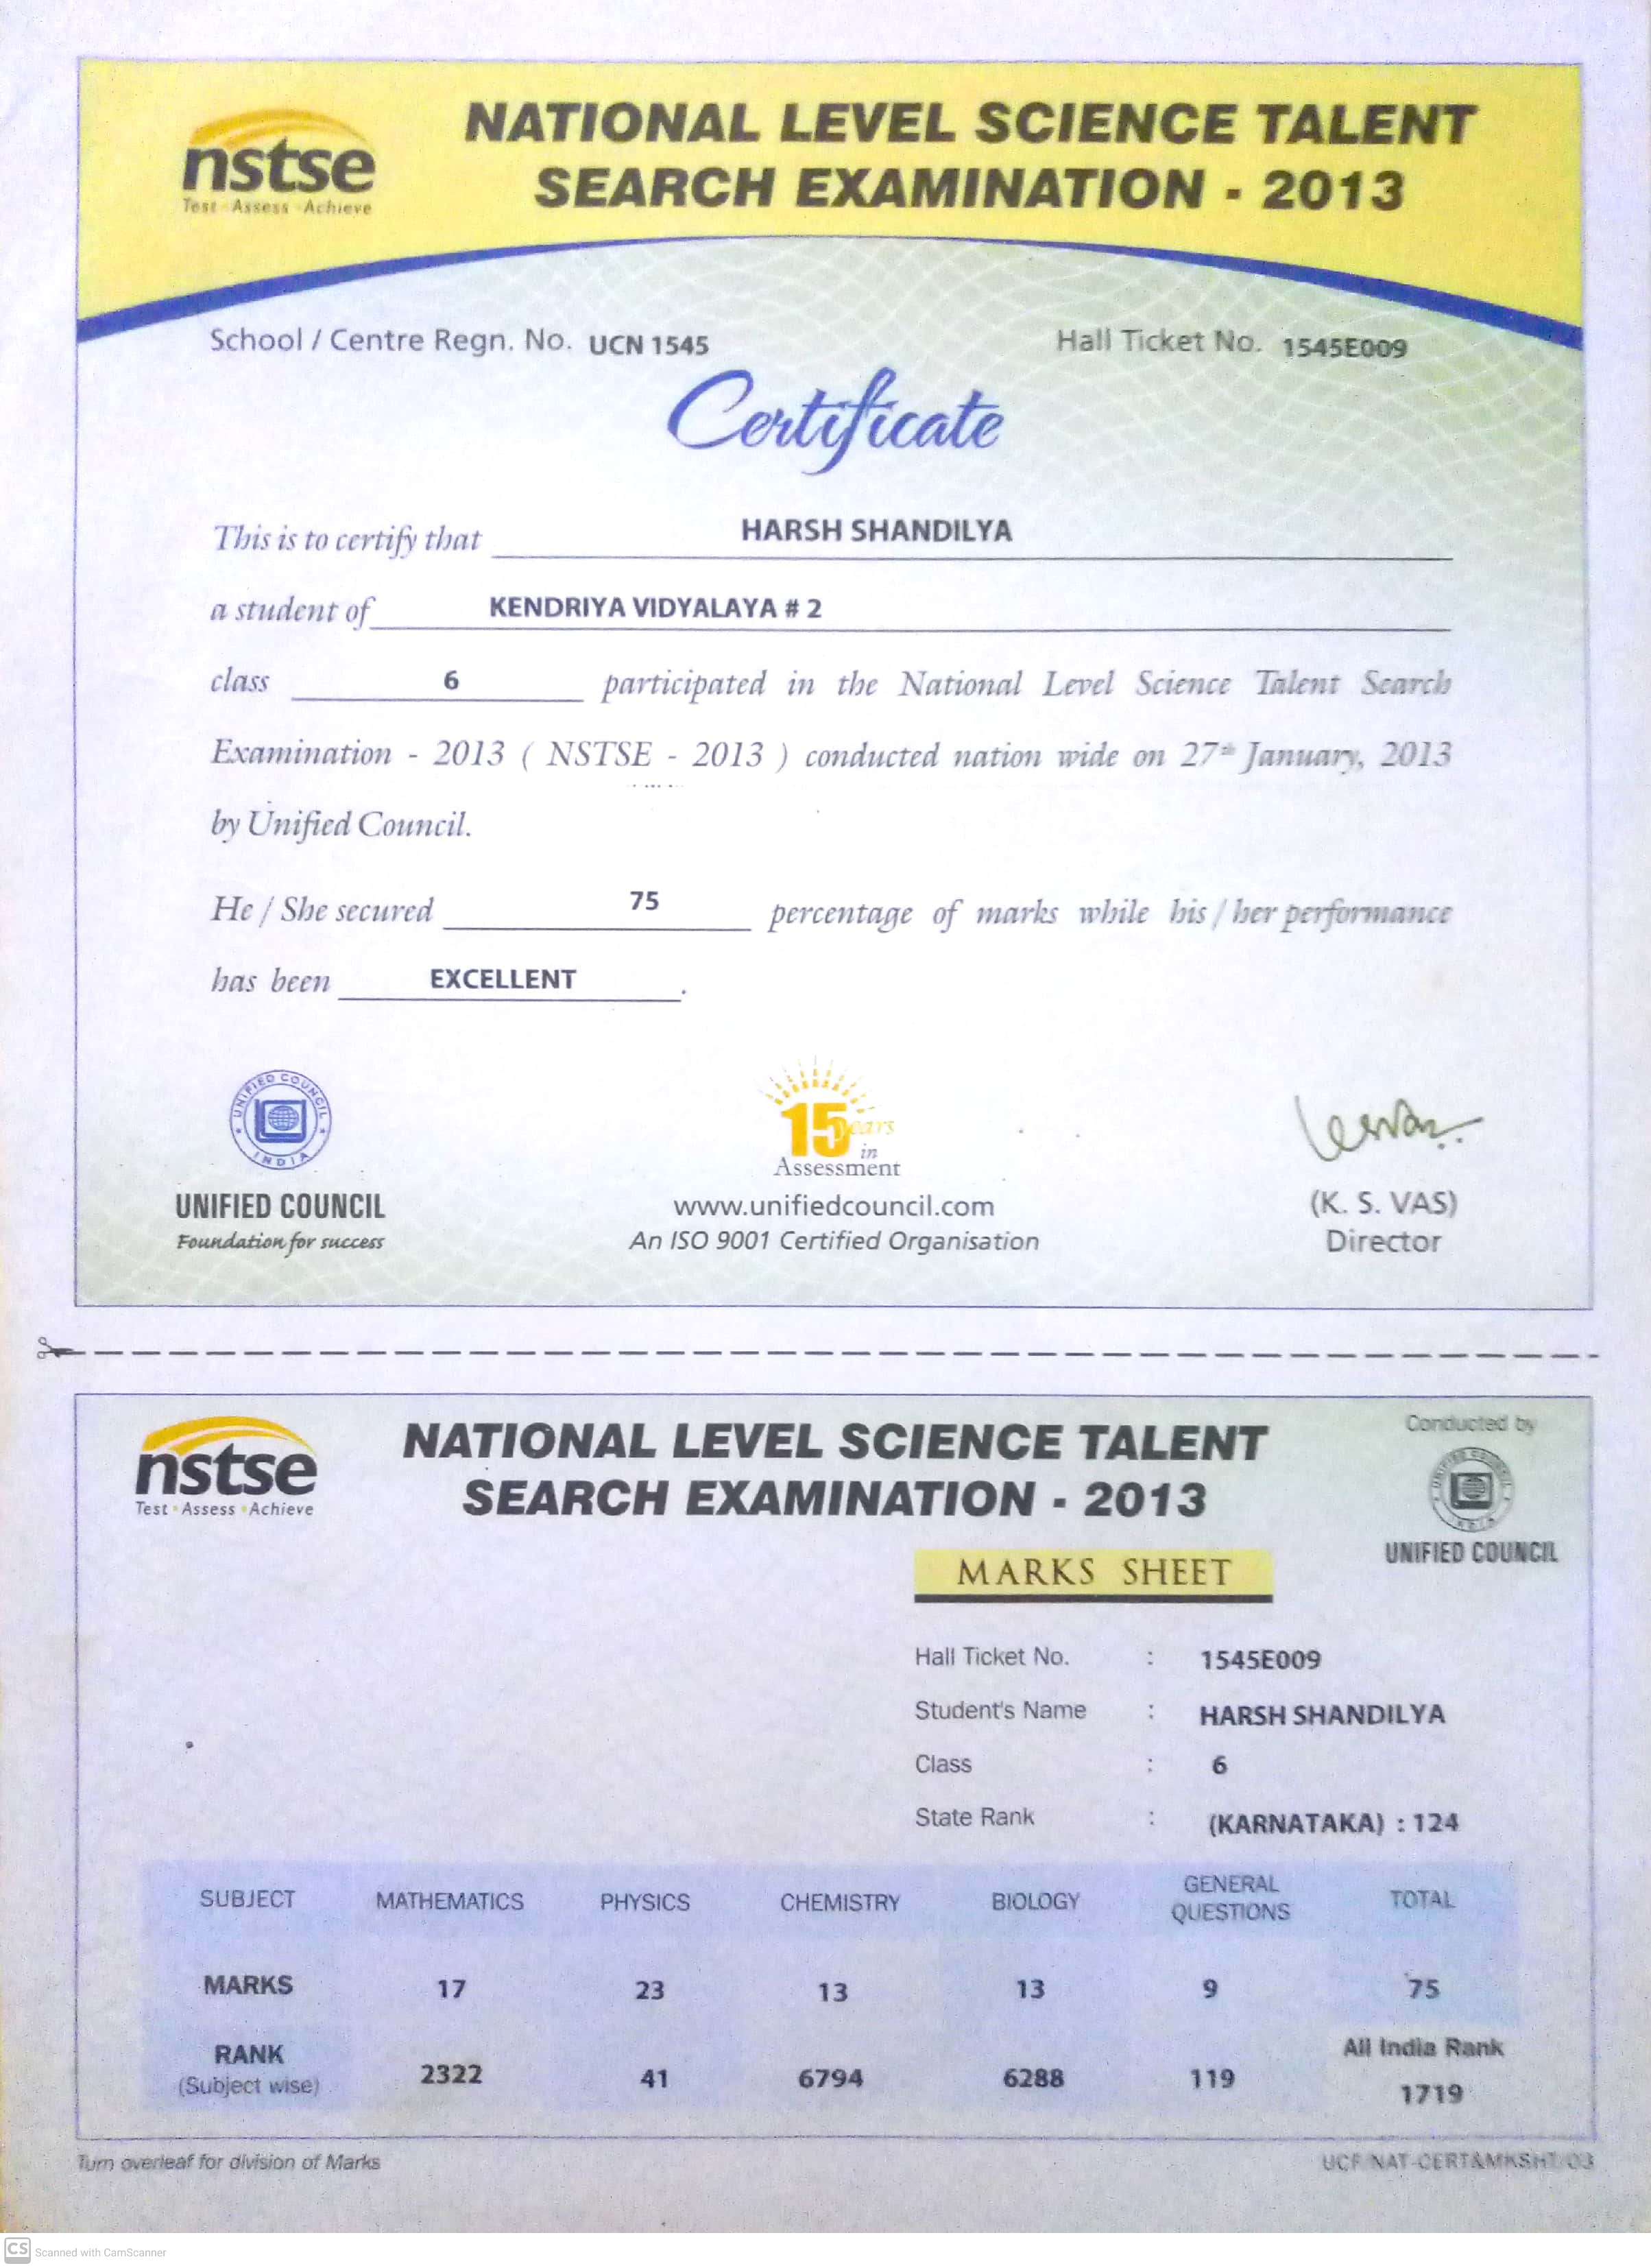 nstse
Test Assess Achieve
NATIONAL LEVEL SCIENCE TALENT
SEARCH EXAMINATION - 2013
School / Centre Regn. No. UCN 1545
Hall Ticket No. 1545E009
Certificate
This is to certify that HARSH SHANDILYA
a student of KENDRIYA VIDYALAYA # 2
class 6 participated in the National Level Science Talent Search
Examination - 2013 ( NSTSE - 2013 ) conducted nation wide on 27th January, 2013
by Unified Council.
He / She secured 75 percentage of marks while his / her performance
has been EXCELLENT .
UNIFIED COUNCIL
INDIA
UNIFIED COUNCIL
Foundation for success
15 years
in
Assessment
www.unifiedcouncil.com
An ISO 9001 Certified Organisation
(K. S. VAS)
Director
nstse
Test Assess Achieve
NATIONAL LEVEL SCIENCE TALENT
SEARCH EXAMINATION - 2013
Conducted by
UNIFIED COUNCIL
INDIA
UNIFIED COUNCIL
MARKS SHEET
Hall Ticket No. : 1545E009
Student's Name : HARSH SHANDILYA
Class : 6
State Rank : (KARNATAKA) : 124
SUBJECT MATHEMATICS PHYSICS CHEMISTRY BIOLOGY GENERAL QUESTIONS TOTAL
MARKS 17 23 13 13 9 75
RANK (Subject wise) 2322 41 6794 6288 119 All India Rank 1719
Turn overleaf for division of Marks
UCF/NAT-CERT&MKSHT/03
CS Scanned with CamScanner